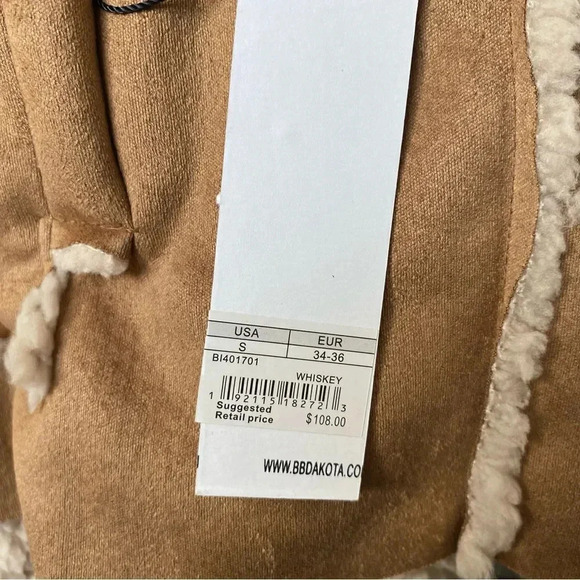 USA EUR
S 34-36
BI401701
WHISKEY
1 92115 18272 3
Suggested
Retail price $108.00
WWW.BBDAKOTA.CO